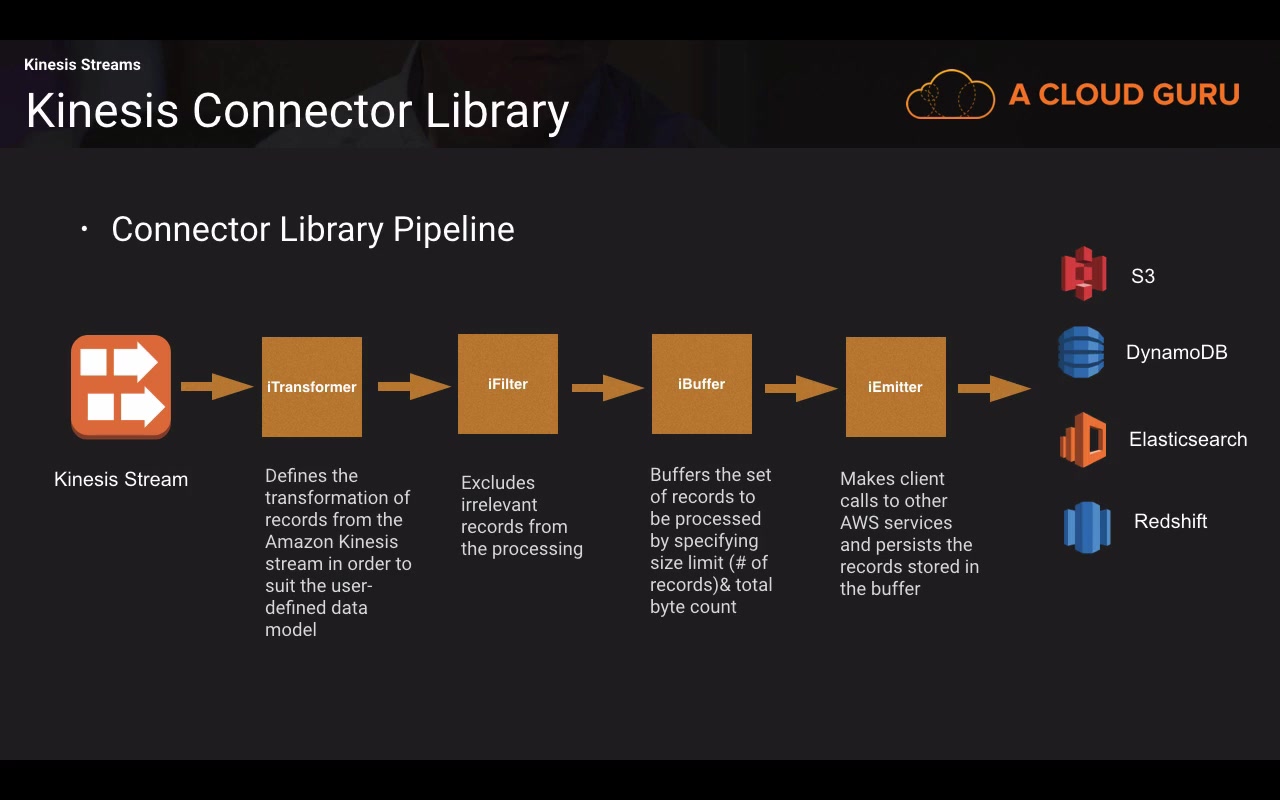 Kinesis Streams
Kinesis Connector Library
A CLOUD GURU
• Connector Library Pipeline
Kinesis Stream
iTransformer
Defines the
transformation of
records from the
Amazon Kinesis
stream in order to
suit the user-
defined data
model
iFilter
Excludes
irrelevant
records from
the processing
iBuffer
Buffers the set
of records to
be processed
by specifying
size limit (# of
records)& total
byte count
iEmitter
Makes client
calls to other
AWS services
and persists the
records stored in
the buffer
S3
DynamoDB
Elasticsearch
Redshift